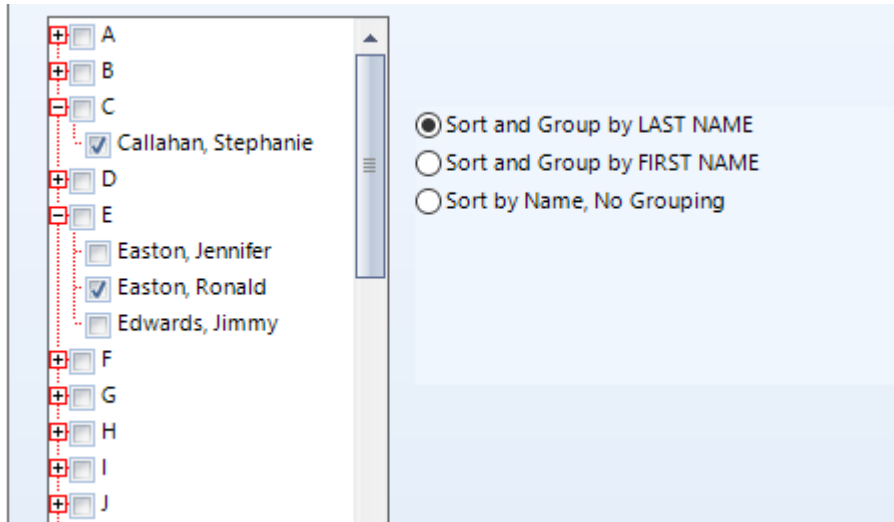 A
B
C
Callahan, Stephanie
D
E
Easton, Jennifer
Easton, Ronald
Edwards, Jimmy
F
G
H
I
J
Sort and Group by LAST NAME
Sort and Group by FIRST NAME
Sort by Name, No Grouping